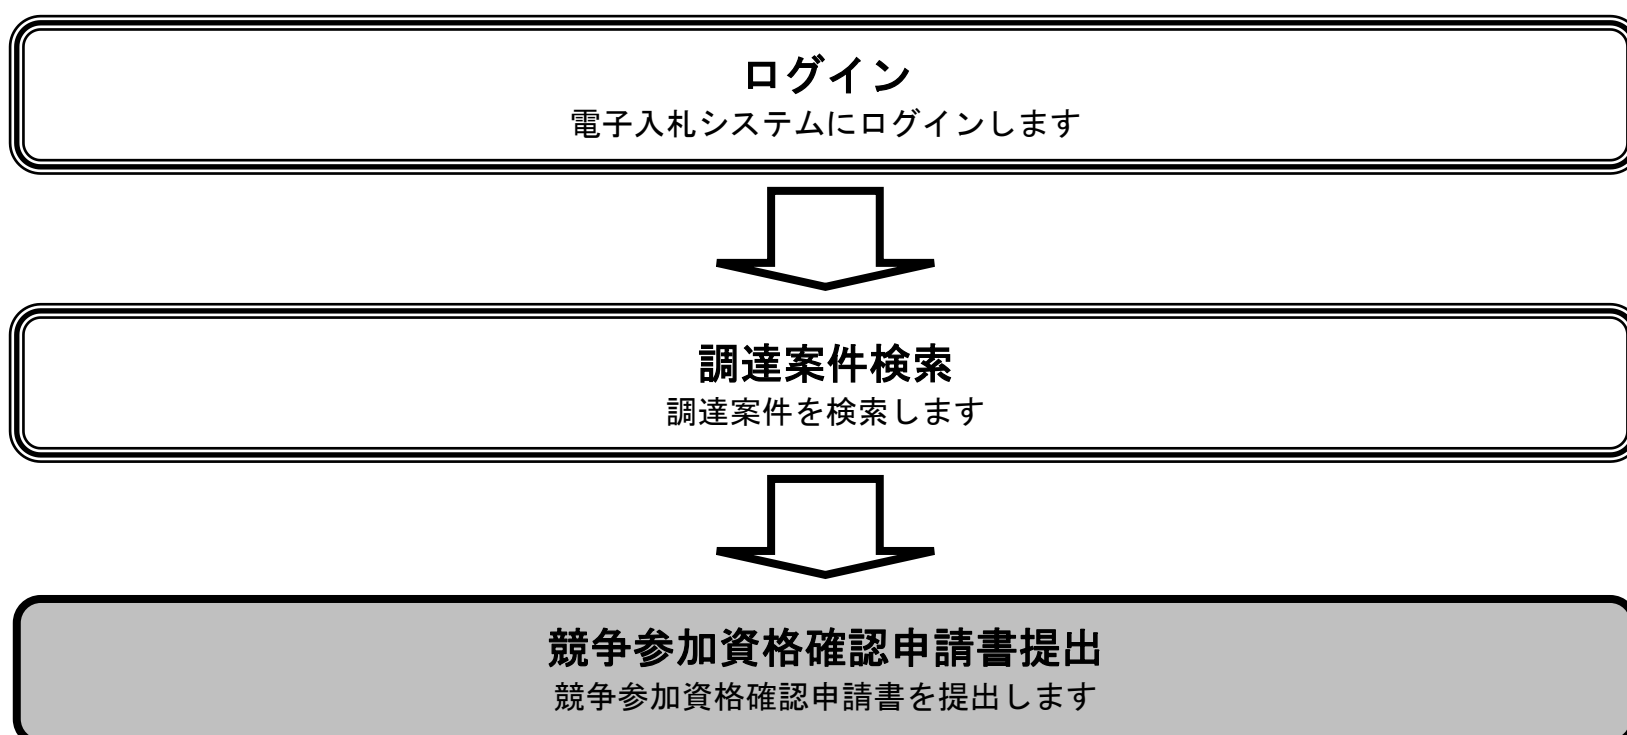 ログイン
電子入札システムにログインします
調達案件検索
調達案件を検索します
競争参加資格確認申請書提出
競争参加資格確認申請書を提出します